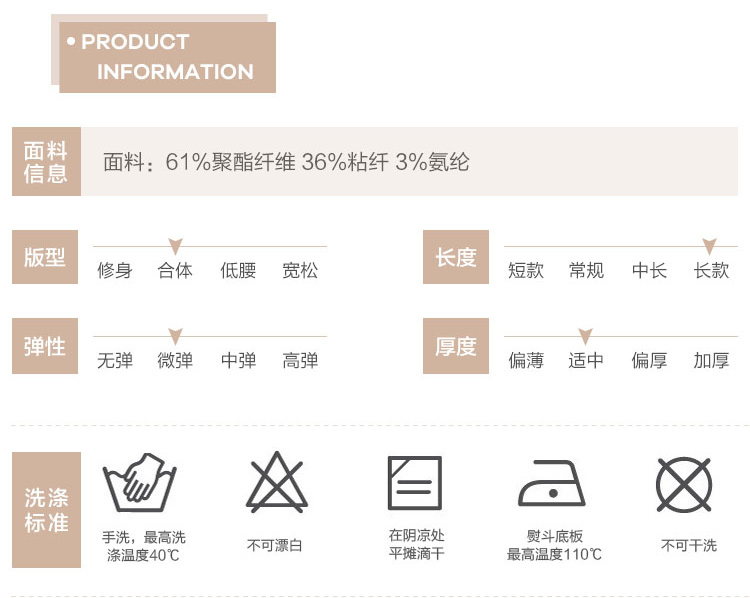 • PRODUCT
INFORMATION
面料
信息
面料：61%聚酯纤维 36%粘纤 3%氨纶
版型
修身 合体 低腰 宽松
长度
短款 常规 中长 长款
弹性
无弹 微弹 中弹 高弹
厚度
偏薄 适中 偏厚 加厚
洗涤
标准
手洗，最高洗
涤温度40℃
不可漂白
在阴凉处
平摊滴干
熨斗底板
最高温度110℃
不可干洗